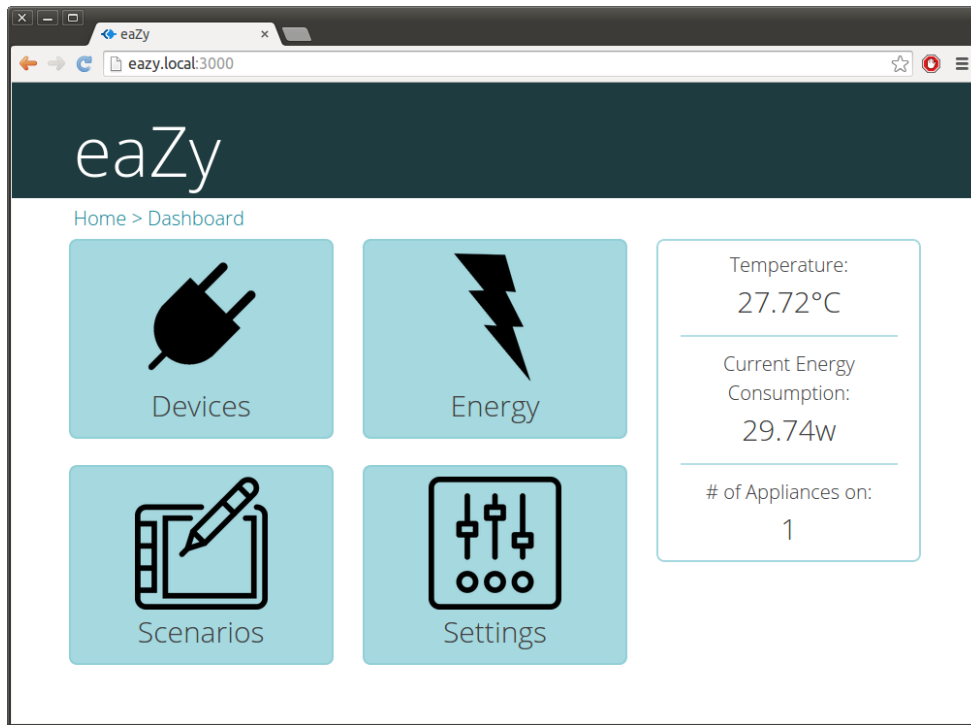 eaZy
eazy.local:3000
eaZy
Home > Dashboard
Devices
Energy
Scenarios
Settings
Temperature:
27.72°C
Current Energy
Consumption:
29.74w
# of Appliances on:
1